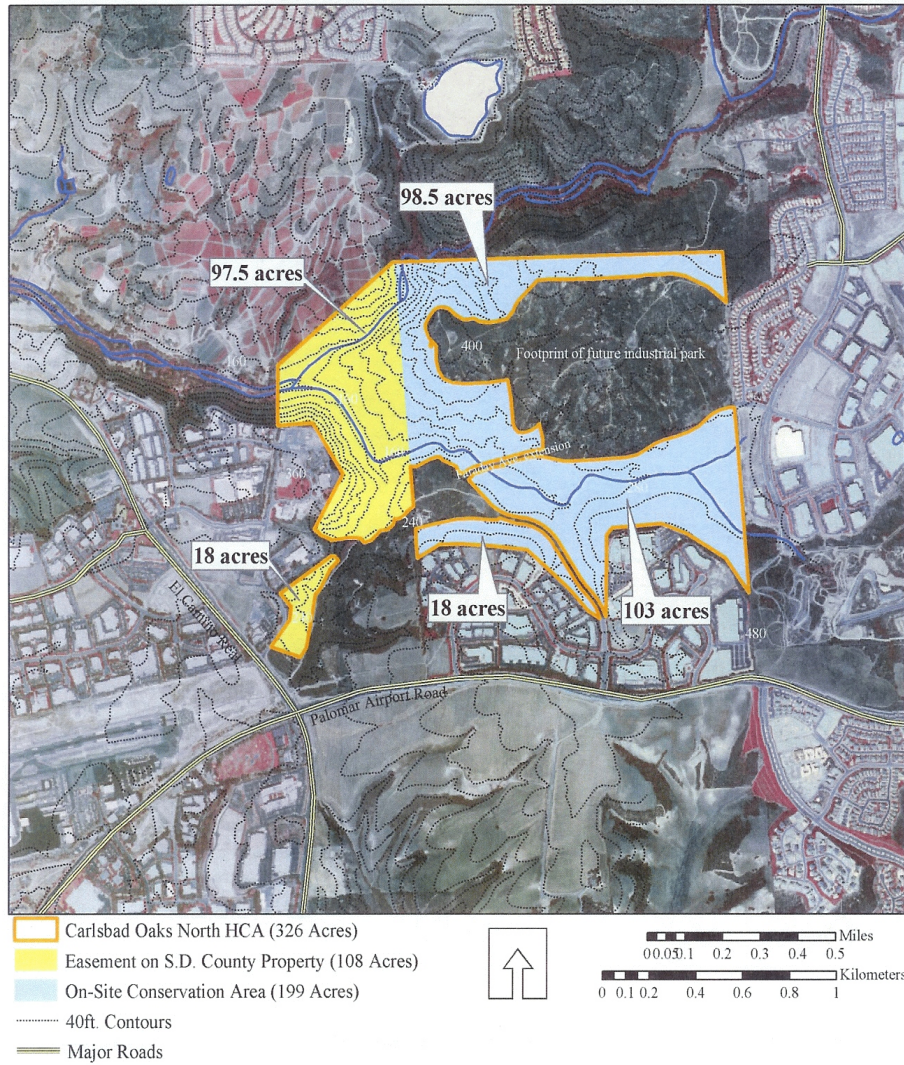 98.5 acres
97.5 acres
400
Footprint of future industrial park
160
240
18 acres
18 acres
103 acres
480
El Camino Real
Palomar Airport Road
Carlsbad Oaks North HCA (326 Acres)
Easement on S.D. County Property (108 Acres)
On-Site Conservation Area (199 Acres)
40ft. Contours
Major Roads
Miles
0 0.05 0.1 0.2 0.3 0.4 0.5
Kilometers
0 0.1 0.2 0.4 0.6 0.8 1